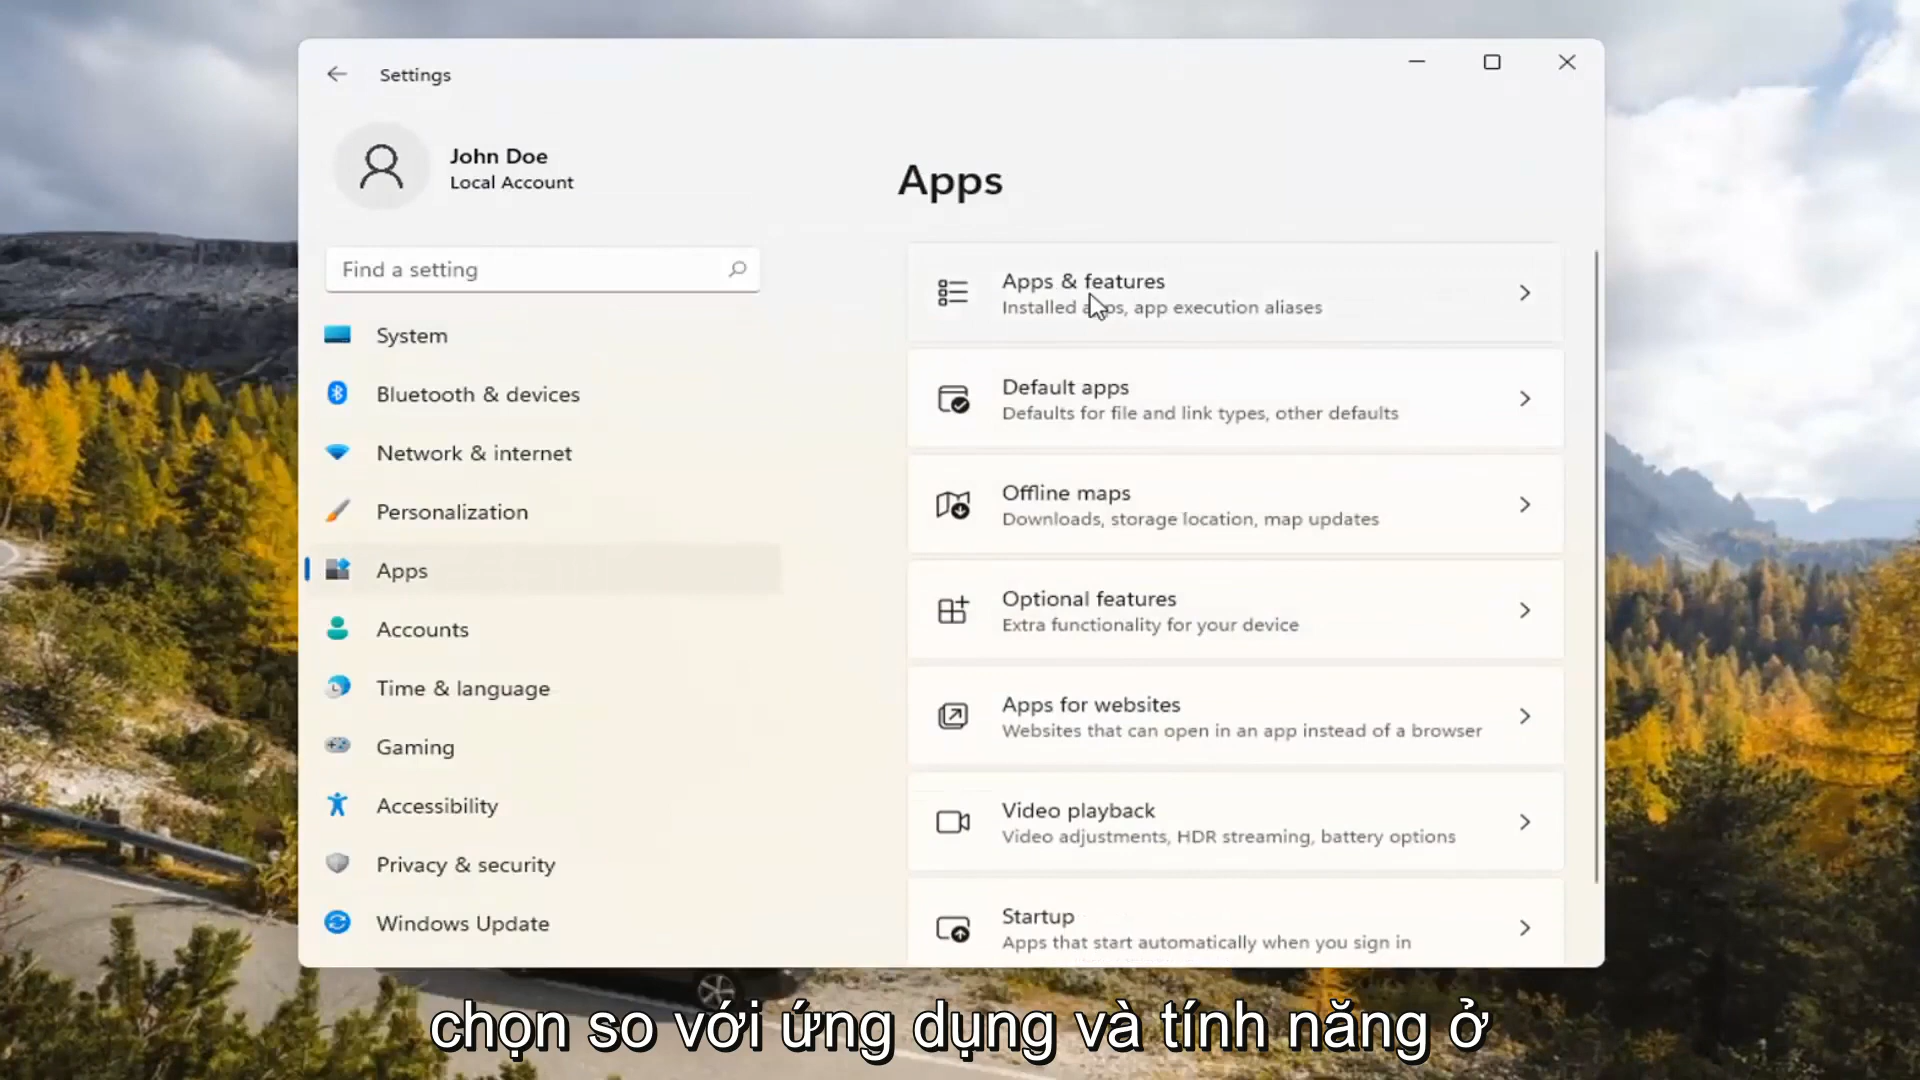 Settings
John Doe
Local Account
Find a setting
System
Bluetooth & devices
Network & internet
Personalization
Apps
Accounts
Time & language
Gaming
Accessibility
Privacy & security
Windows Update
Apps
Apps & features
Installed apps, app execution aliases
Default apps
Defaults for file and link types, other defaults
Offline maps
Downloads, storage location, map updates
Optional features
Extra functionality for your device
Apps for websites
Websites that can open in an app instead of a browser
Video playback
Video adjustments, HDR streaming, battery options
Startup
Apps that start automatically when you sign in
chọn so với ứng dụng và tính năng ở